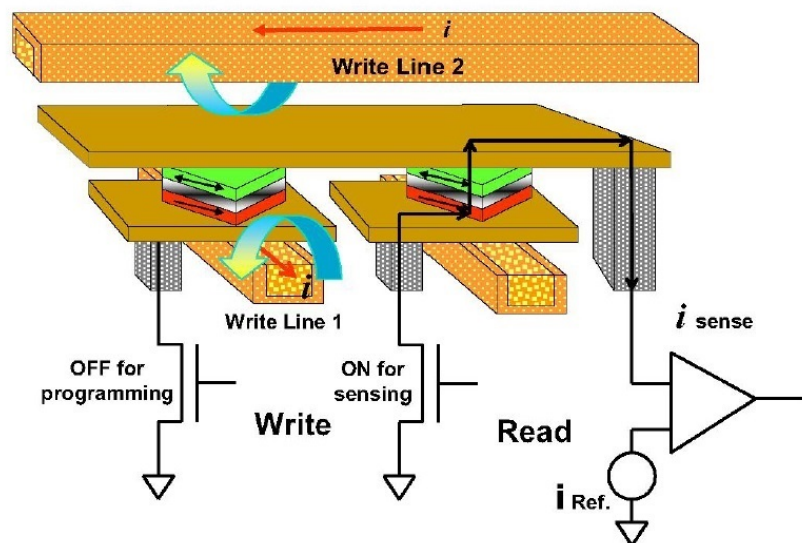 i
Write Line 2
i
Write Line 1
i sense
OFF for
programming
ON for
sensing
Write
Read
i Ref.